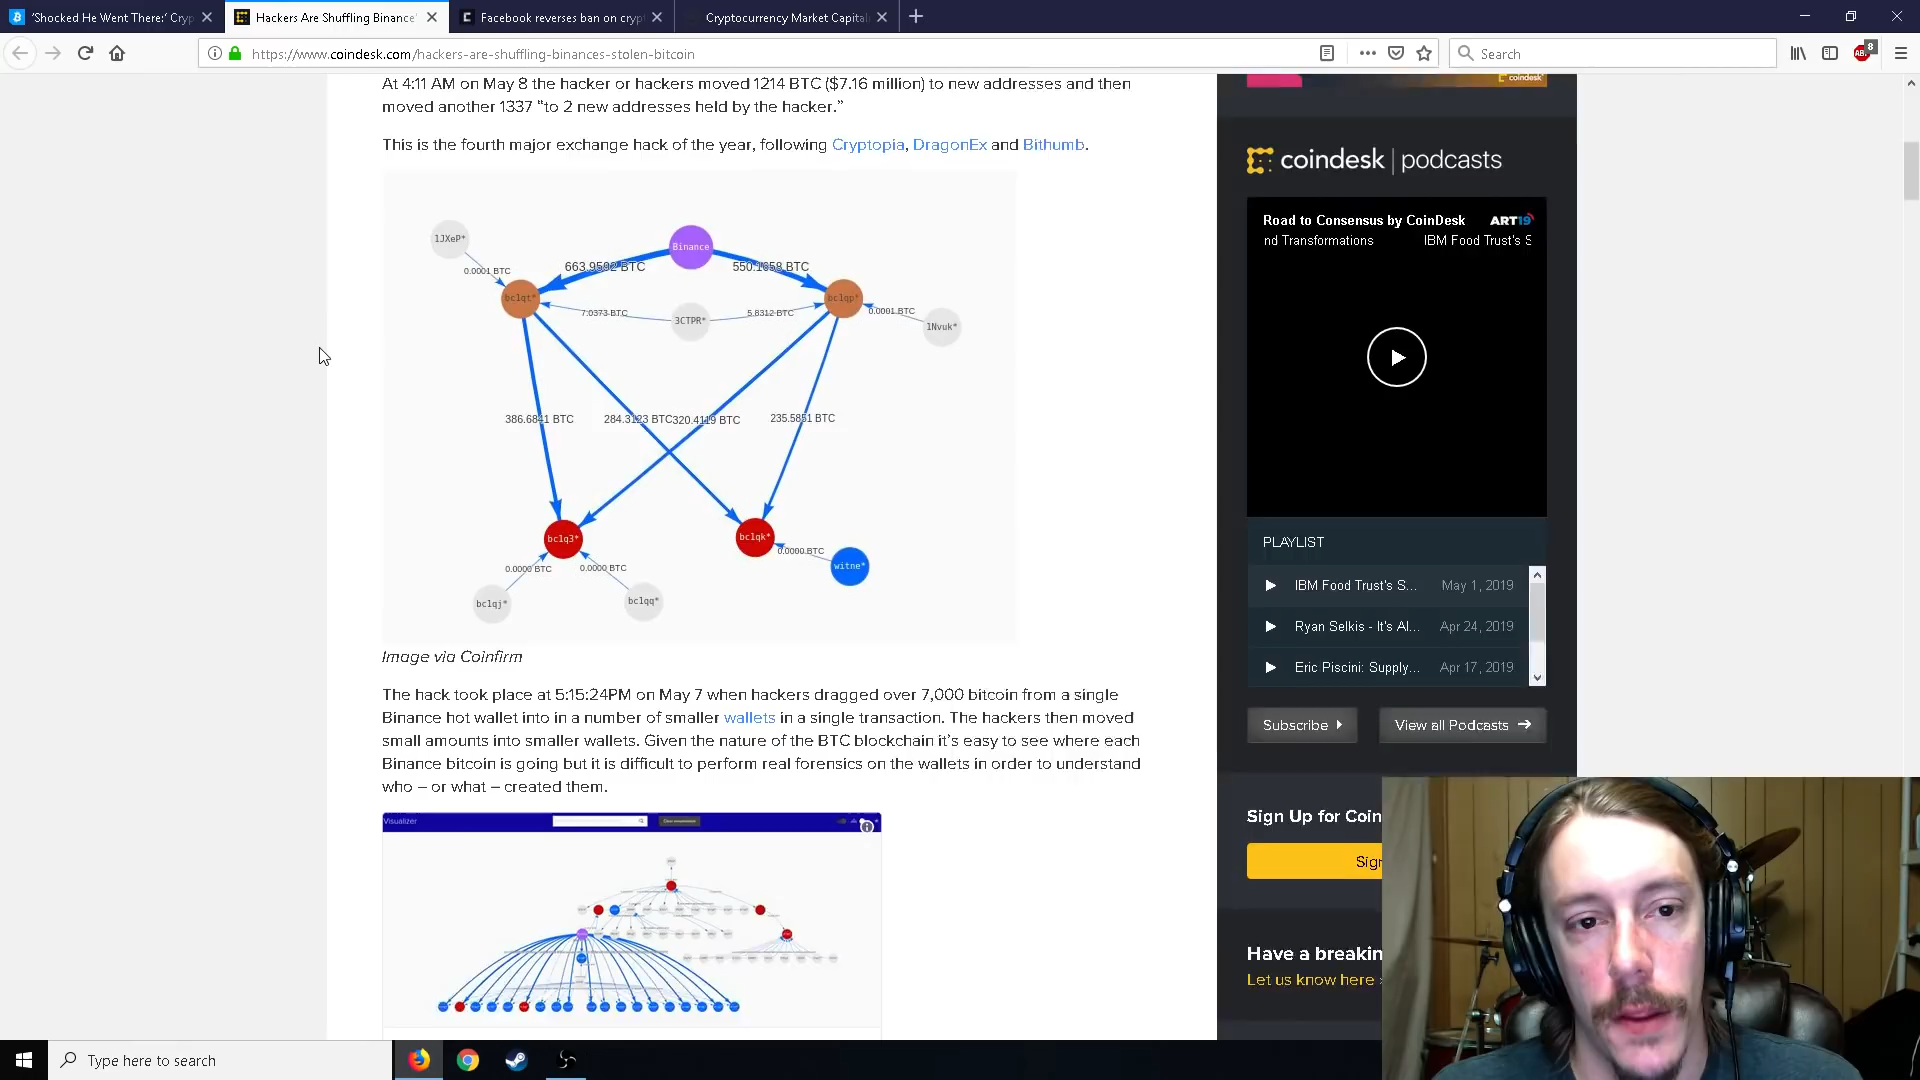 'Shocked He Went There:' Cryp
Hackers Are Shuffling Binance'
Facebook reverses ban on cryp
Cryptocurrency Market Capital
https://www.coindesk.com/hackers-are-shuffling-binances-stolen-bitcoin
Search
8
At 4:11 AM on May 8 the hacker or hackers moved 1214 BTC ($7.16 million) to new addresses and then
moved another 1337 “to 2 new addresses held by the hacker.”
This is the fourth major exchange hack of the year, following Cryptopia, DragonEx and Bithumb.
1JXeP*
Binance
0.0001 BTC
663.9592 BTC
550.1658 BTC
bc1qt*
bc1qp*
7.0373 BTC
3CTPR*
5.8312 BTC
0.0001 BTC
1Nvuk*
386.6841 BTC
284.3123 BTC
320.4119 BTC
235.5851 BTC
bc1q3*
bc1qk*
0.0000 BTC
witne*
0.0000 BTC
0.0000 BTC
bc1qj*
bc1qq*
Image via Coinfirm
The hack took place at 5:15:24PM on May 7 when hackers dragged over 7,000 bitcoin from a single
Binance hot wallet into in a number of smaller wallets in a single transaction. The hackers then moved
small amounts into smaller wallets. Given the nature of the BTC blockchain it’s easy to see where each
Binance bitcoin is going but it is difficult to perform real forensics on the wallets in order to understand
who – or what – created them.
Visualizer
coindesk
coindesk | podcasts
Road to Consensus by CoinDesk
ART19
nd Transformations
IBM Food Trust's S
PLAYLIST
IBM Food Trust's S... May 1, 2019
Ryan Selkis - It's Al... Apr 24, 2019
Eric Piscini: Supply... Apr 17, 2019
Subscribe
View all Podcasts
Sign Up for Coin
Sign
Have a breakin
Let us know here
Type here to search